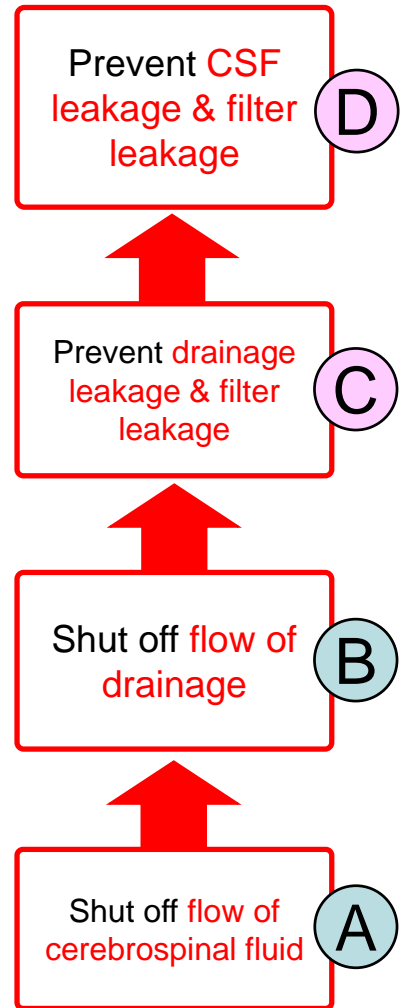 Prevent CSF
leakage & filter
leakage
D
Prevent drainage
leakage & filter
leakage
C
Shut off flow of
drainage
B
Shut off flow of
cerebrospinal fluid
A